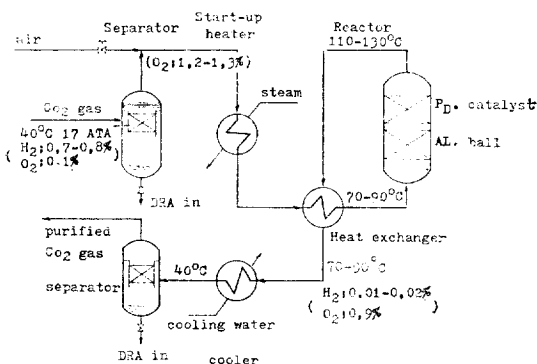 Start-up
Separator heater Reactor
air
110-130°C
(O2:1,2-1,3%)
steam
Co2 gas
PD. catalyst
40°C 17 ATA
H2:0,7-0,8%
AL. ball
O2:0.1%
70-90°C
DRA in
purified
Heat exchanger
Co2 gas
40°C
70-90°C
separator
H2:0.01-0,02%
O2:0,9%
cooling water
DRA in
cooler